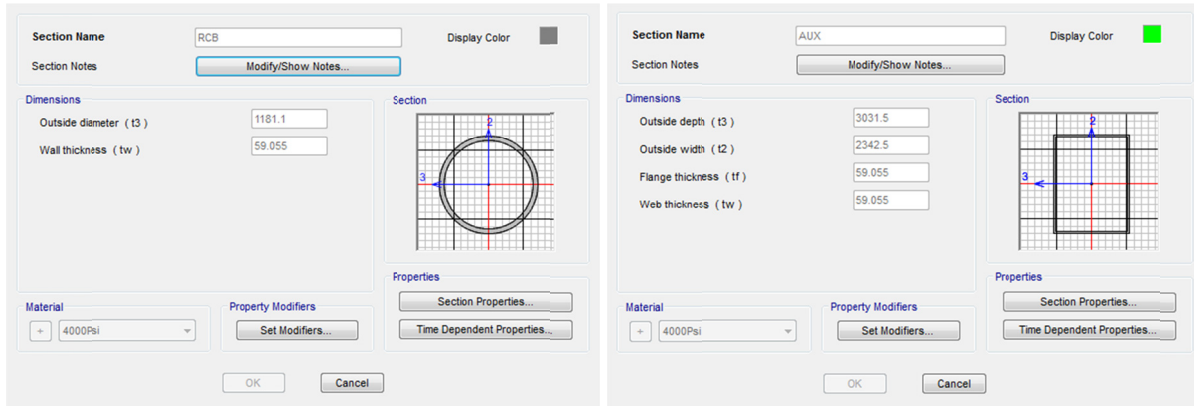 Section Name RCB Display Color
Section Notes Modify/Show Notes...
Dimensions
Outside diameter ( t3 ) 1181.1
Wall thickness ( tw ) 59.055
Section
2
3
Properties
Section Properties...
Time Dependent Properties...
Material
+ 4000Psi
Property Modifiers
Set Modifiers...
OK Cancel
Section Name AUX Display Color
Section Notes Modify/Show Notes...
Dimensions
Outside depth ( t3 ) 3031.5
Outside width ( t2 ) 2342.5
Flange thickness ( tf ) 59.055
Web thickness ( tw ) 59.055
Section
2
3
Properties
Section Properties...
Time Dependent Properties...
Material
+ 4000Psi
Property Modifiers
Set Modifiers...
OK Cancel